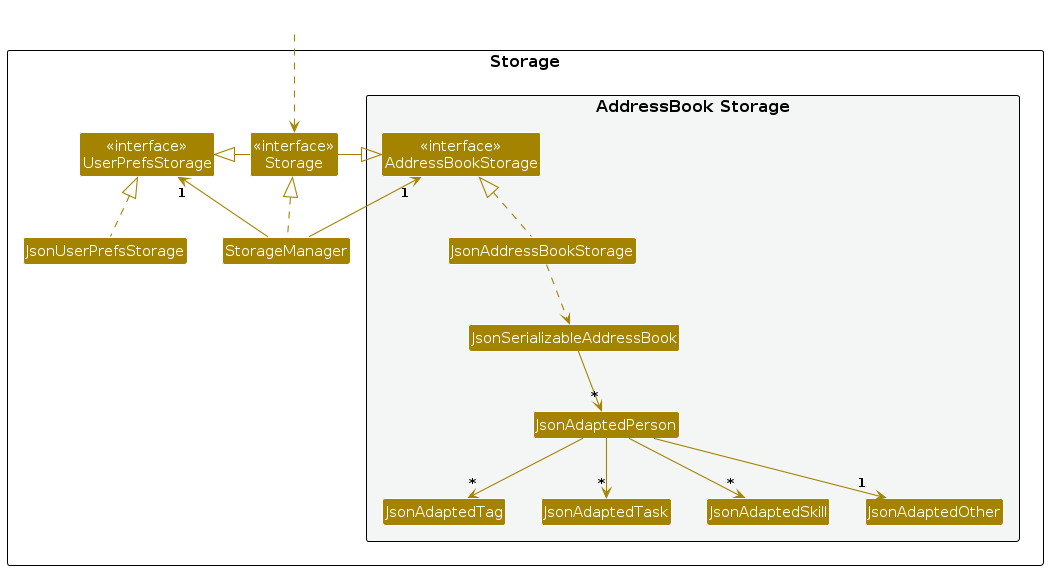 Storage
AddressBook Storage
«interface»
UserPrefsStorage
«interface»
Storage
«interface»
AddressBookStorage
1
1
JsonUserPrefsStorage
StorageManager
JsonAddressBookStorage
JsonSerializableAddressBook
*
JsonAdaptedPerson
*
*
*
1
JsonAdaptedTag
JsonAdaptedTask
JsonAdaptedSkill
JsonAdaptedOther